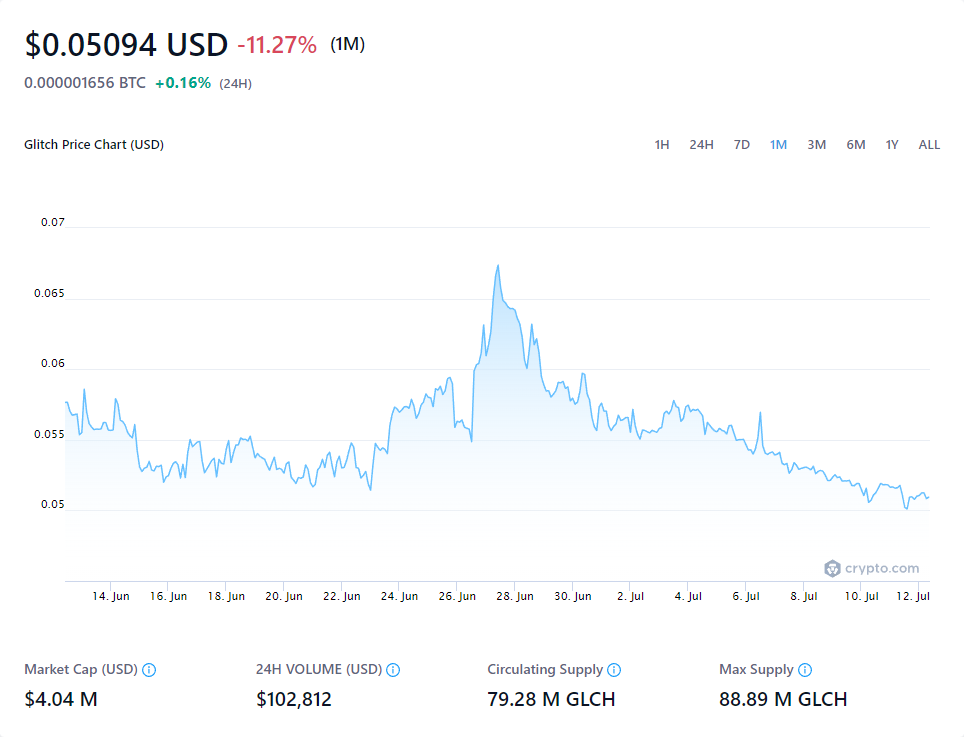 $0.05094 USD -11.27% (1M)
0.000001656 BTC +0.16% (24H)
Glitch Price Chart (USD)
1H 24H 7D 1M 3M 6M 1Y ALL
0.07
0.065
0.06
0.055
0.05
crypto.com
14. Jun 16. Jun 18. Jun 20. Jun 22. Jun 24. Jun 26. Jun 28. Jun 30. Jun 2. Jul 4. Jul 6. Jul 8. Jul 10. Jul 12. Jul
Market Cap (USD) 24H VOLUME (USD) Circulating Supply Max Supply
$4.04 M $102,812 79.28 M GLCH 88.89 M GLCH